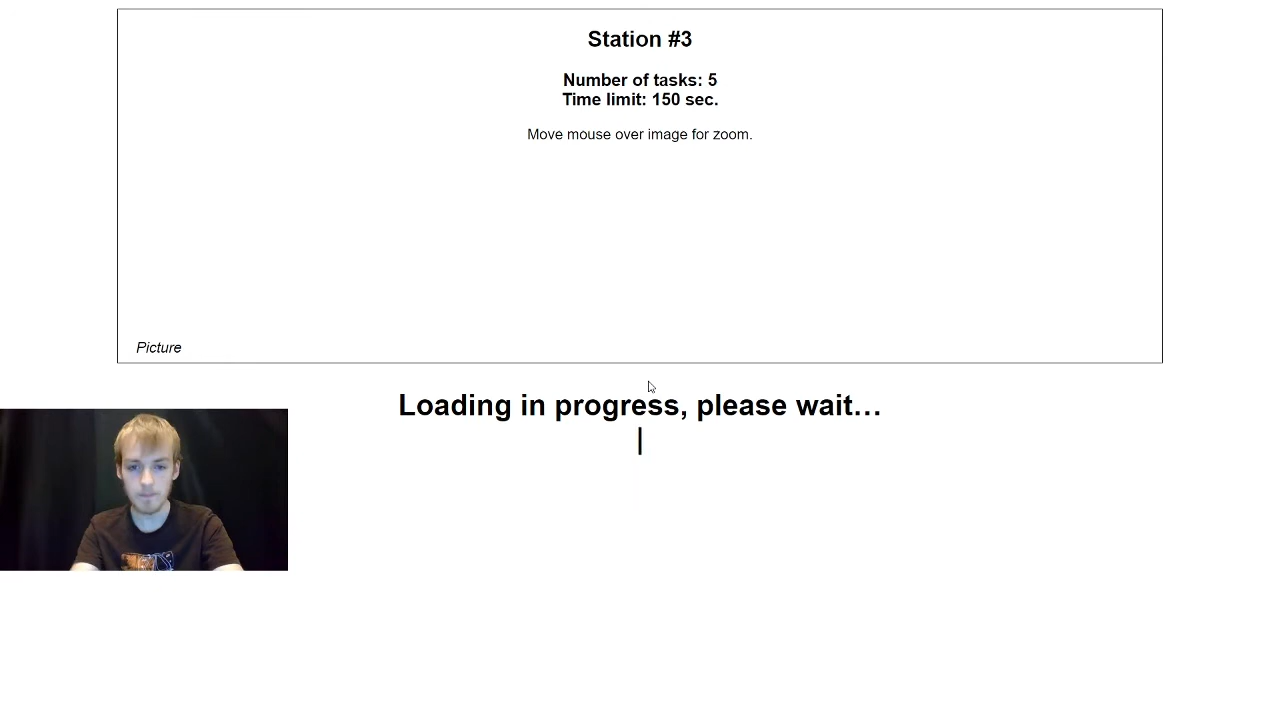 Station #3
Number of tasks: 5
Time limit: 150 sec.
Move mouse over image for zoom.
Picture
Loading in progress, please wait…
|